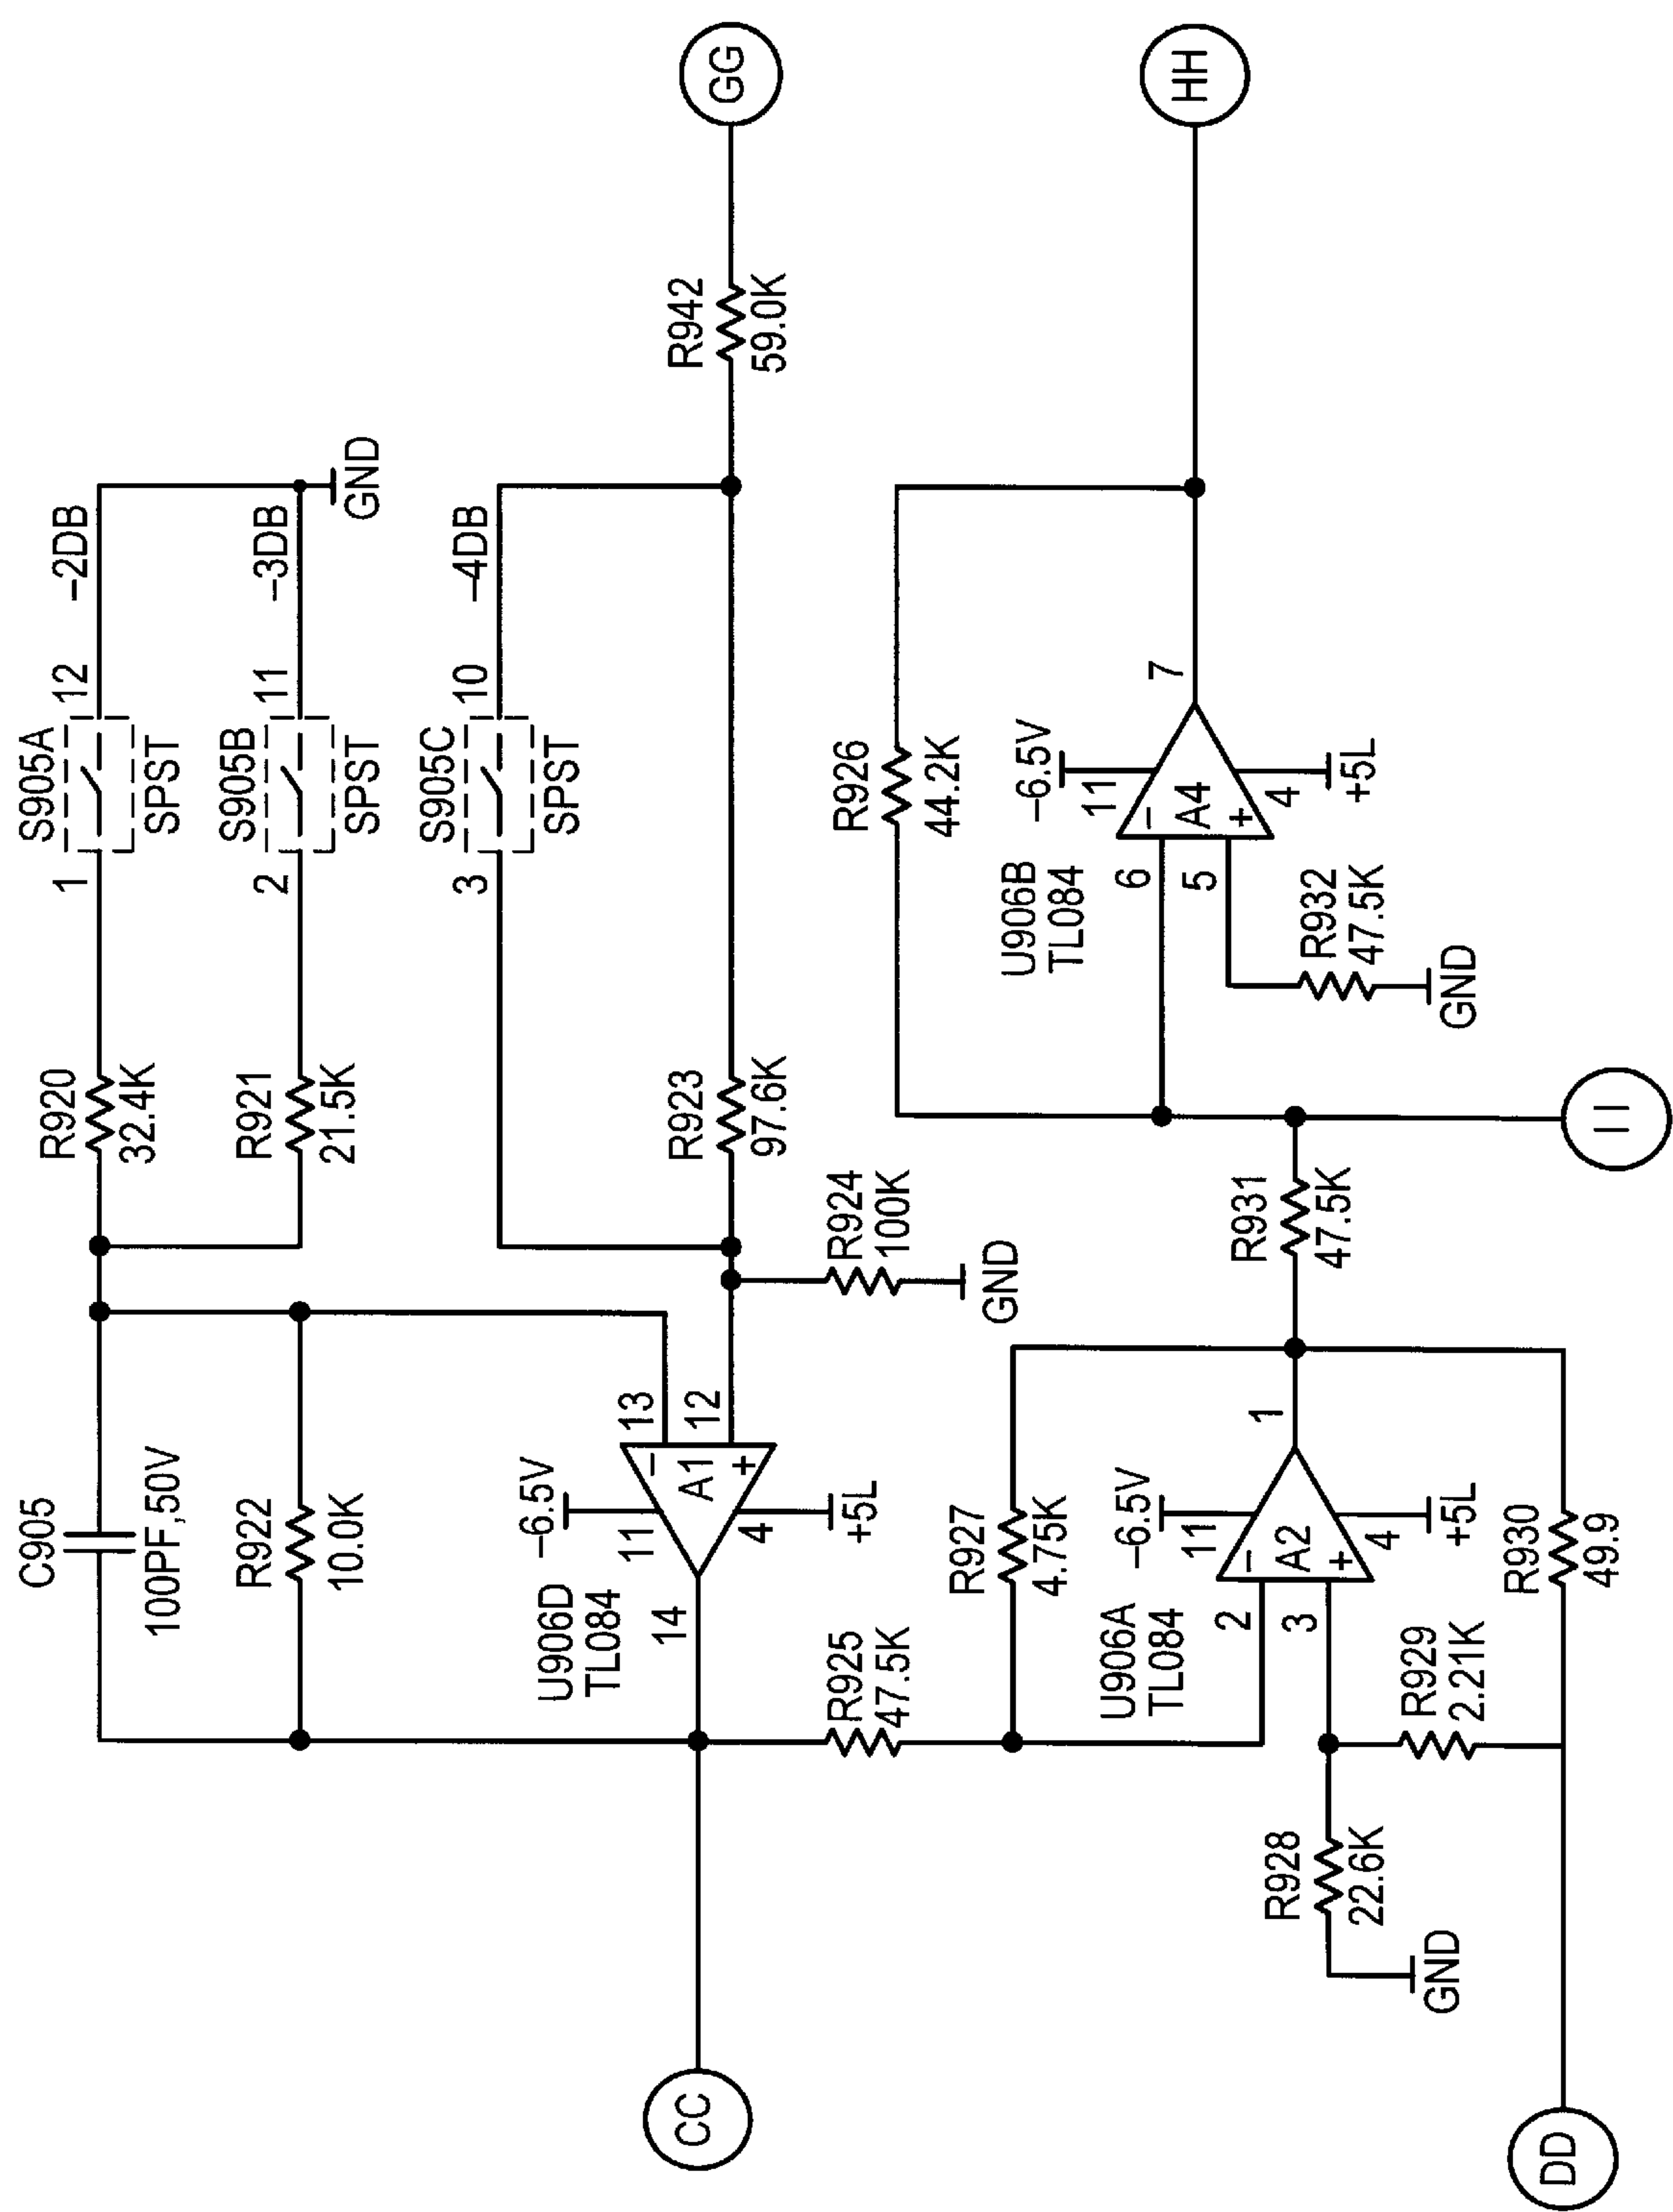 C905
100PF,50V
R922
10.0K
R920
32.4K
R921
21.5K
S905A
1
12
SPST
–2DB
S905B
2
11
SPST
–3DB
GND
S905C
3
10
SPST
–4DB
U906D
TL084
–6.5V
11
13
–
A1
+
12
14
4
+5L
R923
97.6K
R942
59.0K
GG
R924
100K
GND
CC
R925
47.5K
R927
4.75K
U906A
TL084
–6.5V
11
2
–
A2
+
3
1
4
+5L
R928
22.6K
GND
R929
2.21K
R930
49.9
DD
R931
47.5K
II
R926
44.2K
U906B
TL084
–6.5V
11
6
–
A4
+
5
7
4
+5L
R932
47.5K
GND
HH